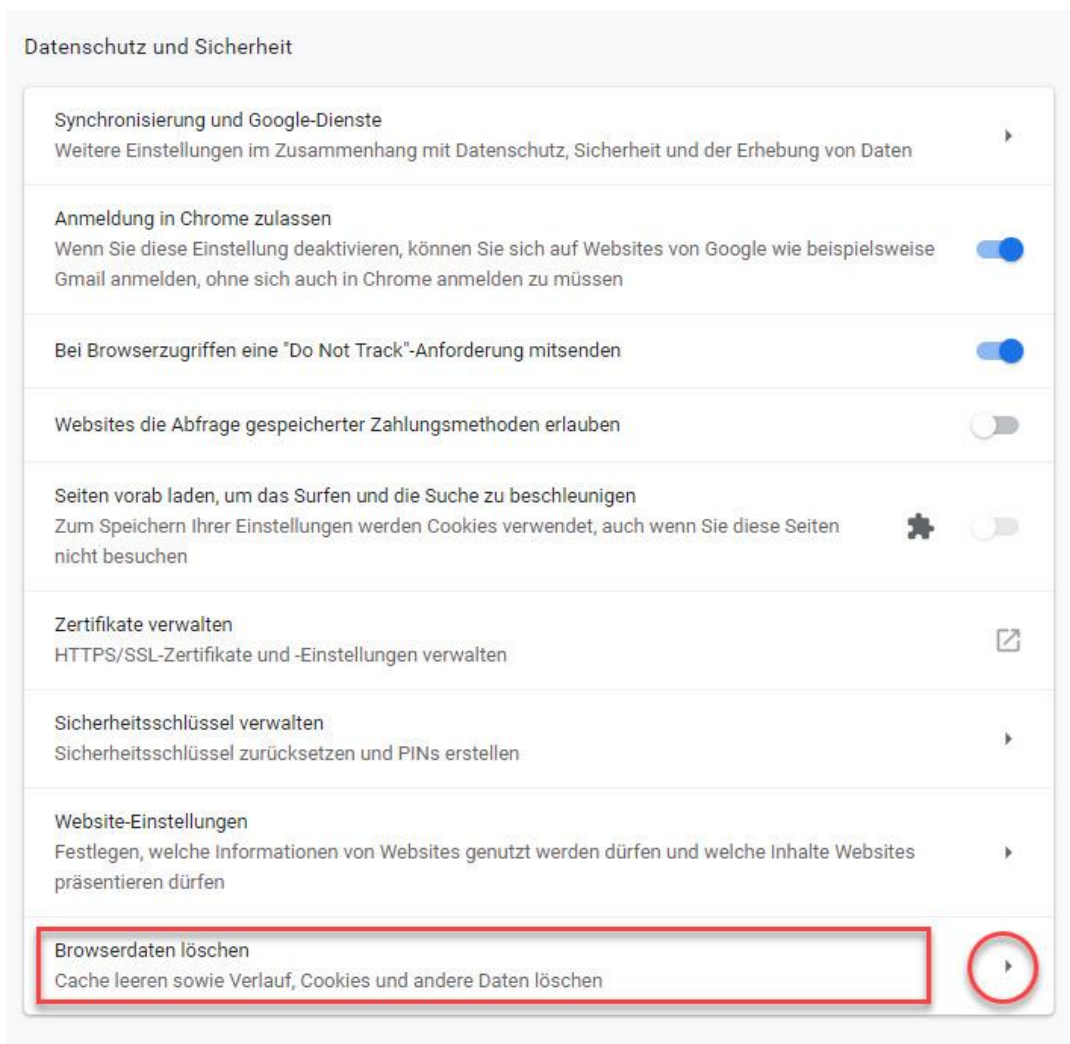 Datenschutz und Sicherheit
Synchronisierung und Google-Dienste
Weitere Einstellungen im Zusammenhang mit Datenschutz, Sicherheit und der Erhebung von Daten
Anmeldung in Chrome zulassen
Wenn Sie diese Einstellung deaktivieren, können Sie sich auf Websites von Google wie beispielsweise
Gmail anmelden, ohne sich auch in Chrome anmelden zu müssen
Bei Browserzugriffen eine "Do Not Track"-Anforderung mitsenden
Websites die Abfrage gespeicherter Zahlungsmethoden erlauben
Seiten vorab laden, um das Surfen und die Suche zu beschleunigen
Zum Speichern Ihrer Einstellungen werden Cookies verwendet, auch wenn Sie diese Seiten
nicht besuchen
Zertifikate verwalten
HTTPS/SSL-Zertifikate und -Einstellungen verwalten
Sicherheitsschlüssel verwalten
Sicherheitsschlüssel zurücksetzen und PINs erstellen
Website-Einstellungen
Festlegen, welche Informationen von Websites genutzt werden dürfen und welche Inhalte Websites
präsentieren dürfen
Browserdaten löschen
Cache leeren sowie Verlauf, Cookies und andere Daten löschen